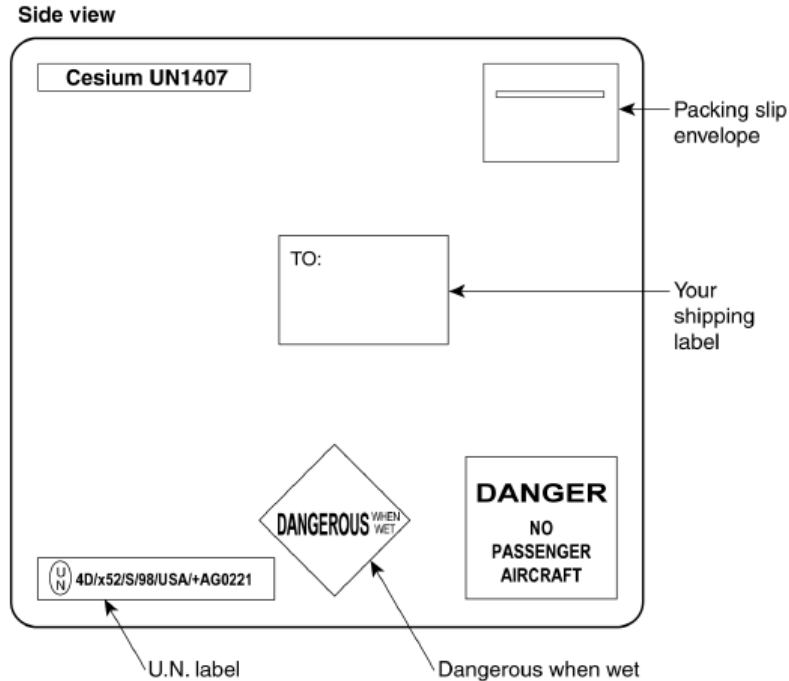 Side view
Cesium UN1407
Packing slip
envelope
TO:
Your
shipping
label
DANGEROUS WHEN
WET
DANGER
NO
PASSENGER
AIRCRAFT
U
N
4D/x52/S/98/USA/+AG0221
U.N. label
Dangerous when wet